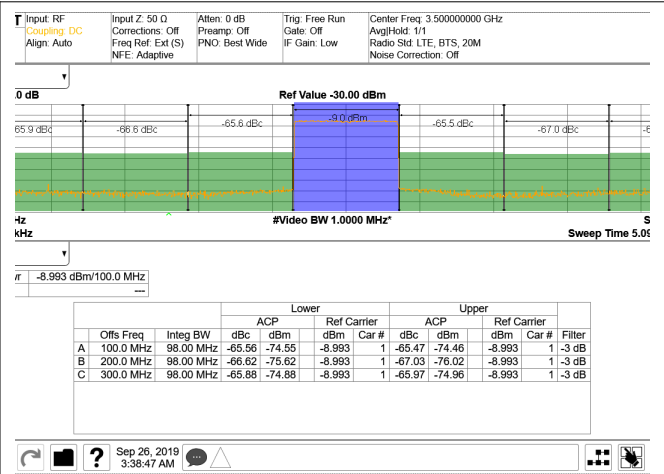 Input: RF Input Z: 50 Ω Atten: 0 dB Trig: Free Run Center Freq: 3.500000000 GHz
Coupling: DC Corrections: Off Preamp: Off Gate: Off Avg|Hold: 1/1
Align: Auto Freq Ref: Ext (S) PNO: Best Wide IF Gain: Low Radio Std: LTE, BTS, 20M
NFE: Adaptive Noise Correction: Off
.0 dB Ref Value -30.00 dBm
65.9 dBc -66.6 dBc -65.6 dBc -9.0 dBm -65.5 dBc -67.0 dBc -6
Hz #Video BW 1.0000 MHz* S
kHz Sweep Time 5.09
-8.993 dBm/100.0 MHz
---
Lower Upper
ACP Ref Carrier ACP Ref Carrier
Offs Freq Integ BW dBc dBm dBm Car # dBc dBm dBm Car # Filter
A 100.0 MHz 98.00 MHz -65.56 -74.55 -8.993 1 -65.47 -74.46 -8.993 1 -3 dB
B 200.0 MHz 98.00 MHz -66.62 -75.62 -8.993 1 -67.03 -76.02 -8.993 1 -3 dB
C 300.0 MHz 98.00 MHz -65.88 -74.88 -8.993 1 -65.97 -74.96 -8.993 1 -3 dB
? Sep 26, 2019
3:38:47 AM